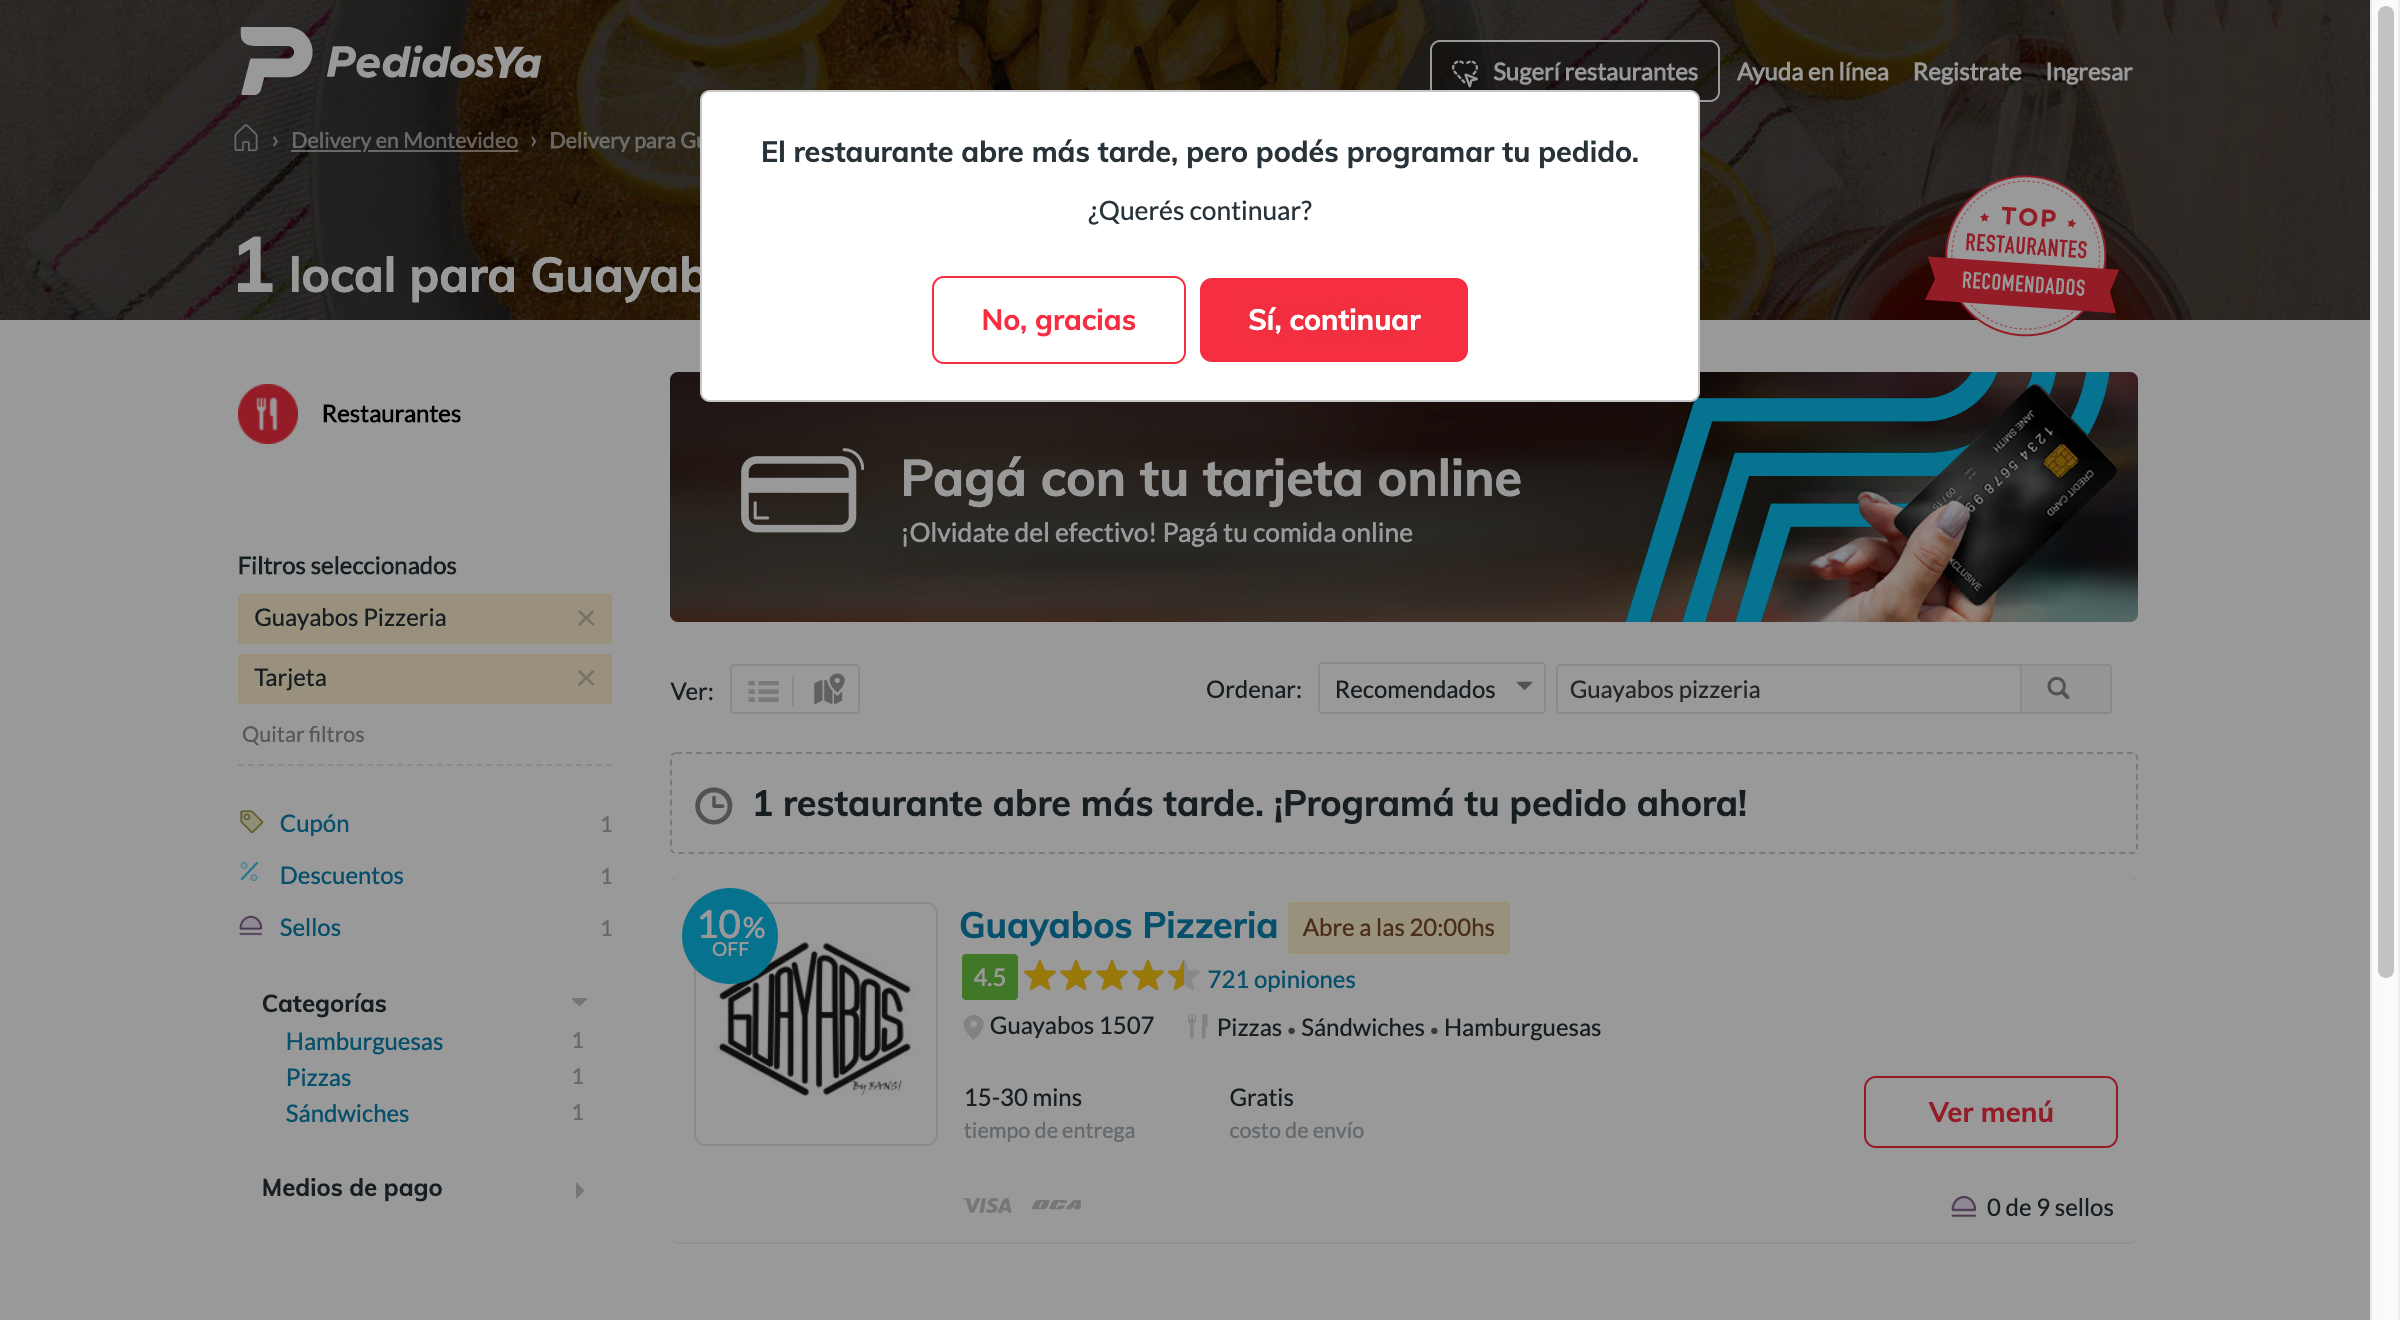 PedidosYa
Sugerí restaurantes
Ayuda en línea
Registrate
Ingresar
› Delivery en Montevideo › Delivery para
El restaurante abre más tarde, pero podés programar tu pedido.
¿Querés continuar?
No, gracias
Sí, continuar
1 local para
TOP
RESTAURANTES
RECOMENDADOS
Restaurantes
Pagá con tu tarjeta online
¡Olvidate del efectivo! Pagá tu comida online
JANE SMITH
CREDIT CARD
Filtros seleccionados
Guayabos Pizzeria
Tarjeta
Quitar filtros
Ver:
Ordenar:
Recomendados
Guayabos pizzeria
1 restaurante abre más tarde. ¡Programá tu pedido ahora!
Cupón 1
Descuentos 1
Sellos 1
Categorías
Hamburguesas 1
Pizzas 1
Sándwiches 1
Medios de pago
10%
OFF
GUAYABOS
Guayabos Pizzeria
Abre a las 20:00hs
4.5
721 opiniones
Guayabos 1507
Pizzas • Sándwiches • Hamburguesas
15-30 mins
tiempo de entrega
Gratis
costo de envío
Ver menú
VISA
OCA
0 de 9 sellos